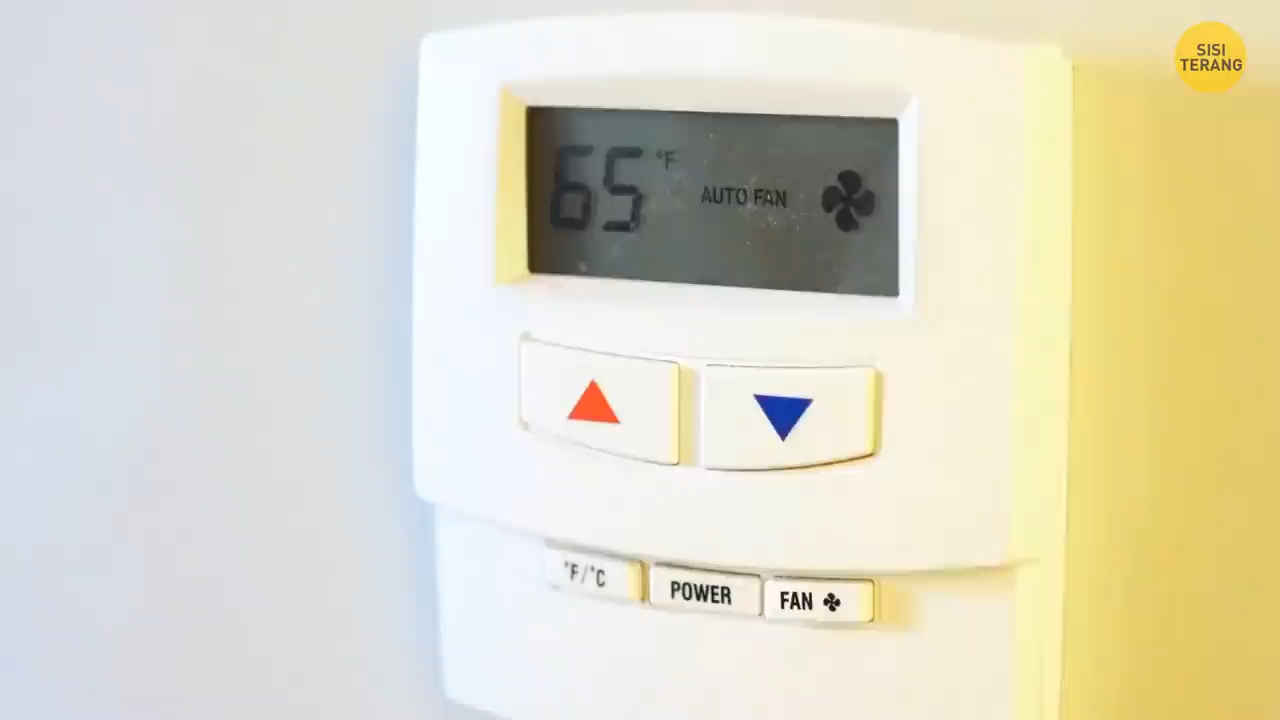 SISI
TERANG
65 °F
AUTO FAN
°F/°C
POWER
FAN